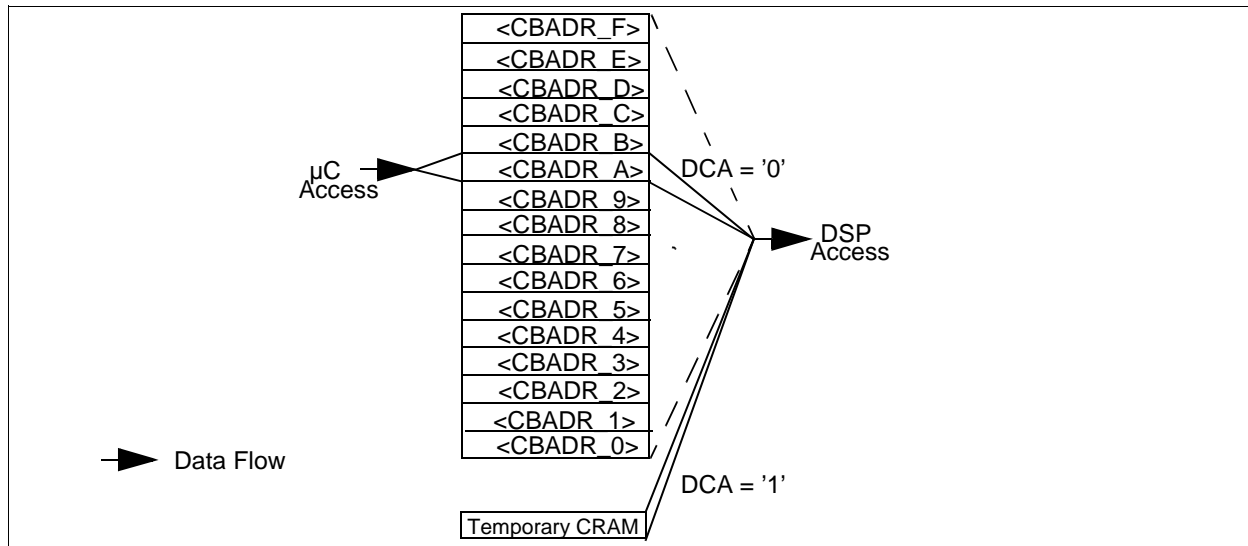 <CBADR_F>
<CBADR_E>
<CBADR_D>
<CBADR_C>
<CBADR_B>
<CBADR_A>
<CBADR_9>
<CBADR_8>
<CBADR_7>
<CBADR_6>
<CBADR_5>
<CBADR_4>
<CBADR_3>
<CBADR_2>
<CBADR_1>
<CBADR_0>
µC
Access
DCA = '0'
DSP
Access
Data Flow
DCA = '1'
Temporary CRAM